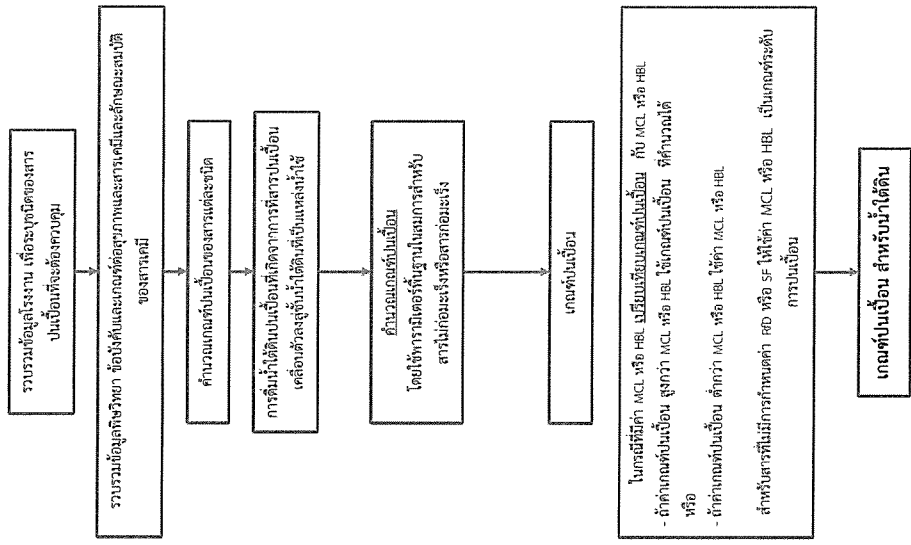 รวบรวมข้อมูลโรงงาน เพื่อระบุชนิดของสาร
ปนเปื้อนที่จะต้องควบคุม
รวบรวมข้อมูลพิษวิทยา ข้อบังคับและเกณฑ์ต่อสุขภาพและสารเคมีและลักษณะสมบัติ
ของสารเคมี
คำนวณเกณฑ์ปนเปื้อนของสารแต่ละชนิด
การดื่มน้ำใต้ดินปนเปื้อนที่เกิดจากการที่สารปนเปื้อน
เคลื่อนตัวลงสู่ชั้นน้ำใต้ดินที่เป็นแหล่งน้ำใช้
คำนวณเกณฑ์ปนเปื้อน
โดยใช้พารามิเตอร์พื้นฐานในสมการสำหรับ
สารไม่ก่อมะเร็งหรือสารก่อมะเร็ง
เกณฑ์ปนเปื้อน
ในกรณีที่มีค่า MCL หรือ HBL เปรียบเทียบเกณฑ์ปนเปื้อน กับ MCL หรือ HBL
- ถ้าค่าเกณฑ์ปนเปื้อน สูงกว่า MCL หรือ HBL ใช้เกณฑ์ปนเปื้อน ที่คำนวณได้
หรือ
- ถ้าค่าเกณฑ์ปนเปื้อน ต่ำกว่า MCL หรือ HBL ใช้ค่า MCL หรือ HBL
สำหรับสารที่ไม่มีการกำหนดค่า RfD หรือ SF ให้ใช้ค่า MCL หรือ HBL เป็นเกณฑ์ระดับ
การปนเปื้อน
เกณฑ์ปนเปื้อน สำหรับน้ำใต้ดิน